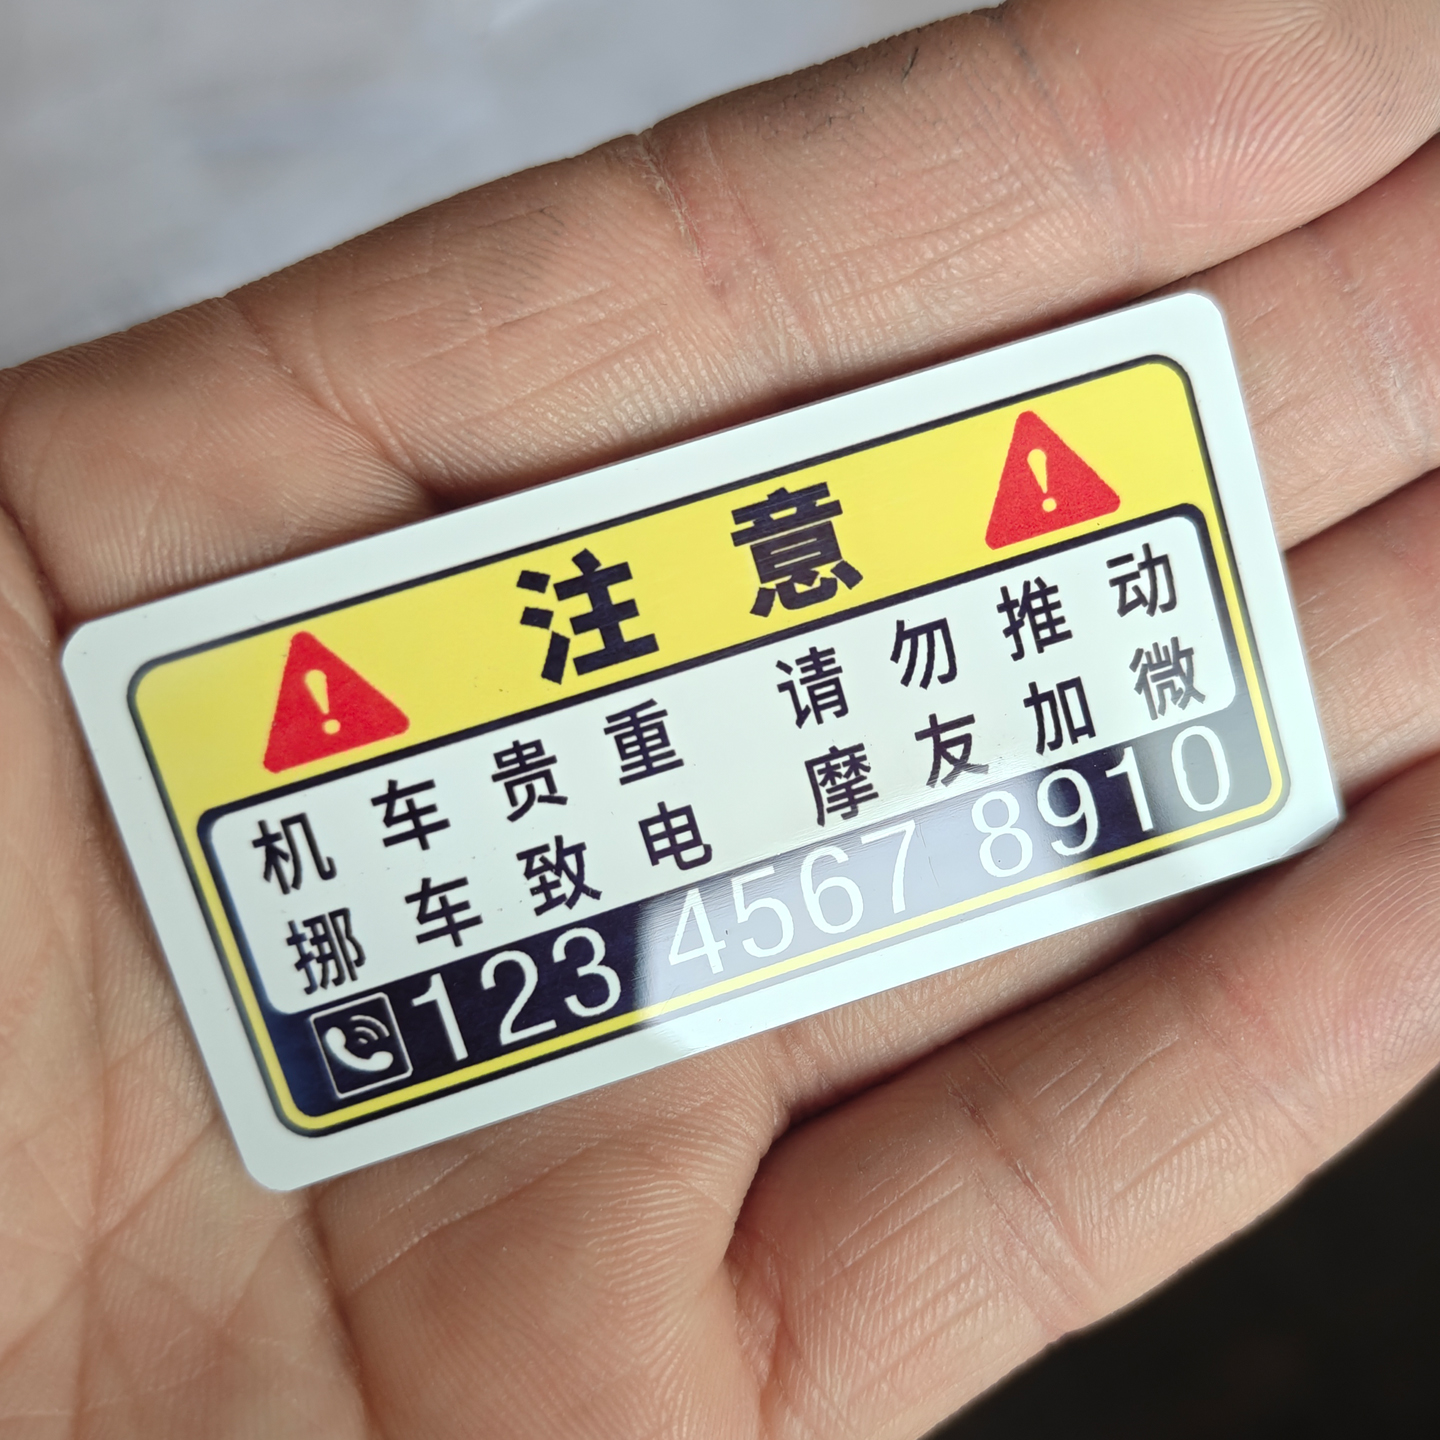 注意
机车贵重 请勿推动
挪车致电 摩友加微
123 4567 8910